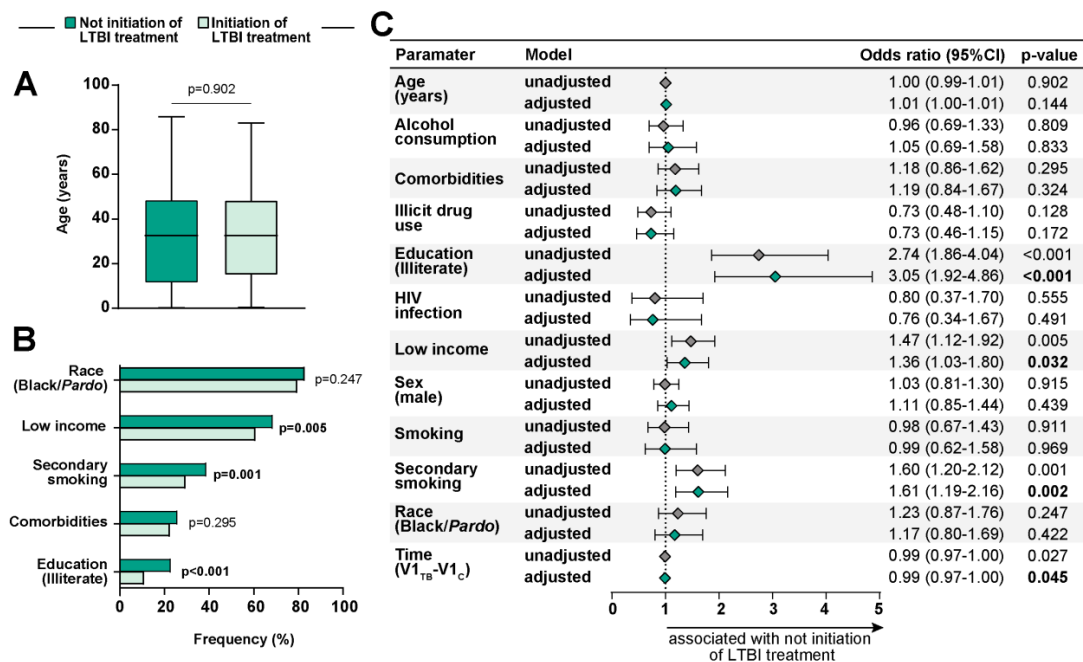 Not initiation of LTBI treatment
Initiation of LTBI treatment
A
p=0.902
100
80
60
40
20
0
Age (years)
B
Race (Black/Pardo)
p=0.247
Low income
p=0.005
Secondary smoking
p=0.001
Comorbidities
p=0.295
Education (Illiterate)
p<0.001
0 20 40 60 80 100
Frequency (%)
C
Paramater Model Odds ratio (95%CI) p-value
Age (years)
unadjusted 1.00 (0.99-1.01) 0.902
adjusted 1.01 (1.00-1.01) 0.144
Alcohol consumption
unadjusted 0.96 (0.69-1.33) 0.809
adjusted 1.05 (0.69-1.58) 0.833
Comorbidities
unadjusted 1.18 (0.86-1.62) 0.295
adjusted 1.19 (0.84-1.67) 0.324
Illicit drug use
unadjusted 0.73 (0.48-1.10) 0.128
adjusted 0.73 (0.46-1.15) 0.172
Education (Illiterate)
unadjusted 2.74 (1.86-4.04) <0.001
adjusted 3.05 (1.92-4.86) <0.001
HIV infection
unadjusted 0.80 (0.37-1.70) 0.555
adjusted 0.76 (0.34-1.67) 0.491
Low income
unadjusted 1.47 (1.12-1.92) 0.005
adjusted 1.36 (1.03-1.80) 0.032
Sex (male)
unadjusted 1.03 (0.81-1.30) 0.915
adjusted 1.11 (0.85-1.44) 0.439
Smoking
unadjusted 0.98 (0.67-1.43) 0.911
adjusted 0.99 (0.62-1.58) 0.969
Secondary smoking
unadjusted 1.60 (1.20-2.12) 0.001
adjusted 1.61 (1.19-2.16) 0.002
Race (Black/Pardo)
unadjusted 1.23 (0.87-1.76) 0.247
adjusted 1.17 (0.80-1.69) 0.422
Time (V1TB-V1C)
unadjusted 0.99 (0.97-1.00) 0.027
adjusted 0.99 (0.97-1.00) 0.045
0 1 2 3 4 5
associated with not initiation
of LTBI treatment